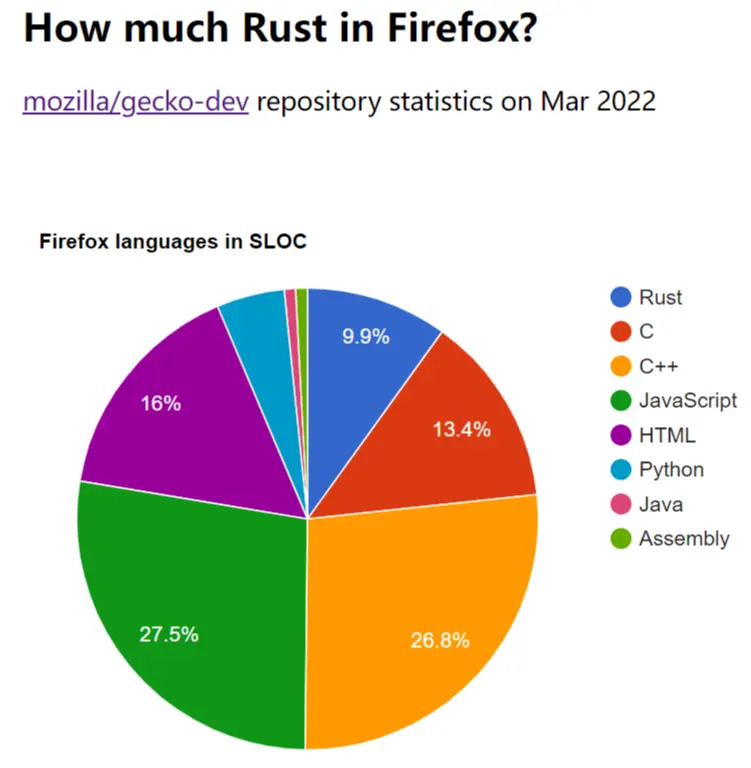 How much Rust in Firefox?
mozilla/gecko-dev repository statistics on Mar 2022
Firefox languages in SLOC
9.9%
13.4%
26.8%
27.5%
16%
Rust
C
C++
JavaScript
HTML
Python
Java
Assembly